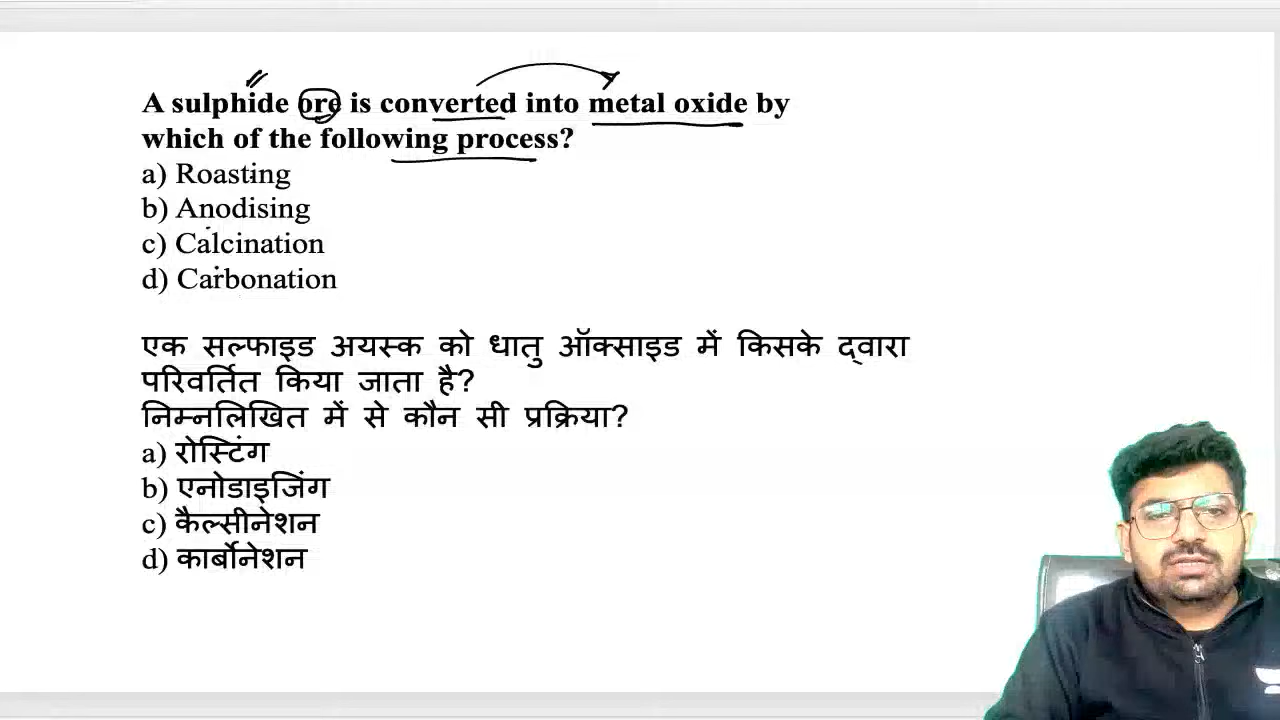 A sulphide ore is converted into metal oxide by
which of the following process?
a) Roasting
b) Anodising
c) Calcination
d) Carbonation
एक सल्फाइड अयस्क को धातु ऑक्साइड में किसके द्वारा
परिवर्तित किया जाता है?
निम्नलिखित में से कौन सी प्रक्रिया?
a) रोस्टिंग
b) एनोडाइजिंग
c) कैल्सीनेशन
d) कार्बोनेशन